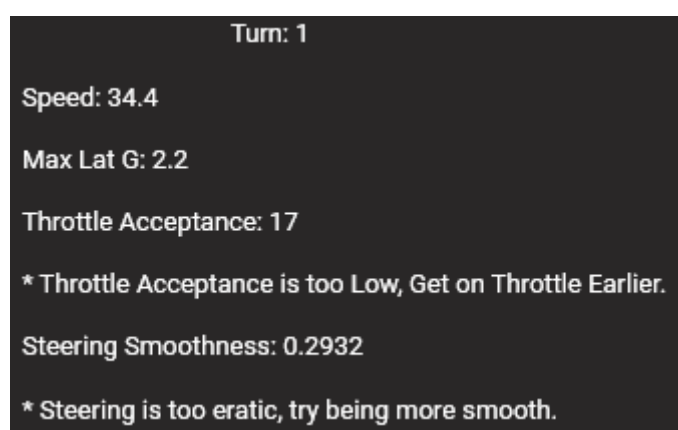 Turn: 1
Speed: 34.4
Max Lat G: 2.2
Throttle Acceptance: 17
* Throttle Acceptance is too Low, Get on Throttle Earlier.
Steering Smoothness: 0.2932
* Steering is too eratic, try being more smooth.